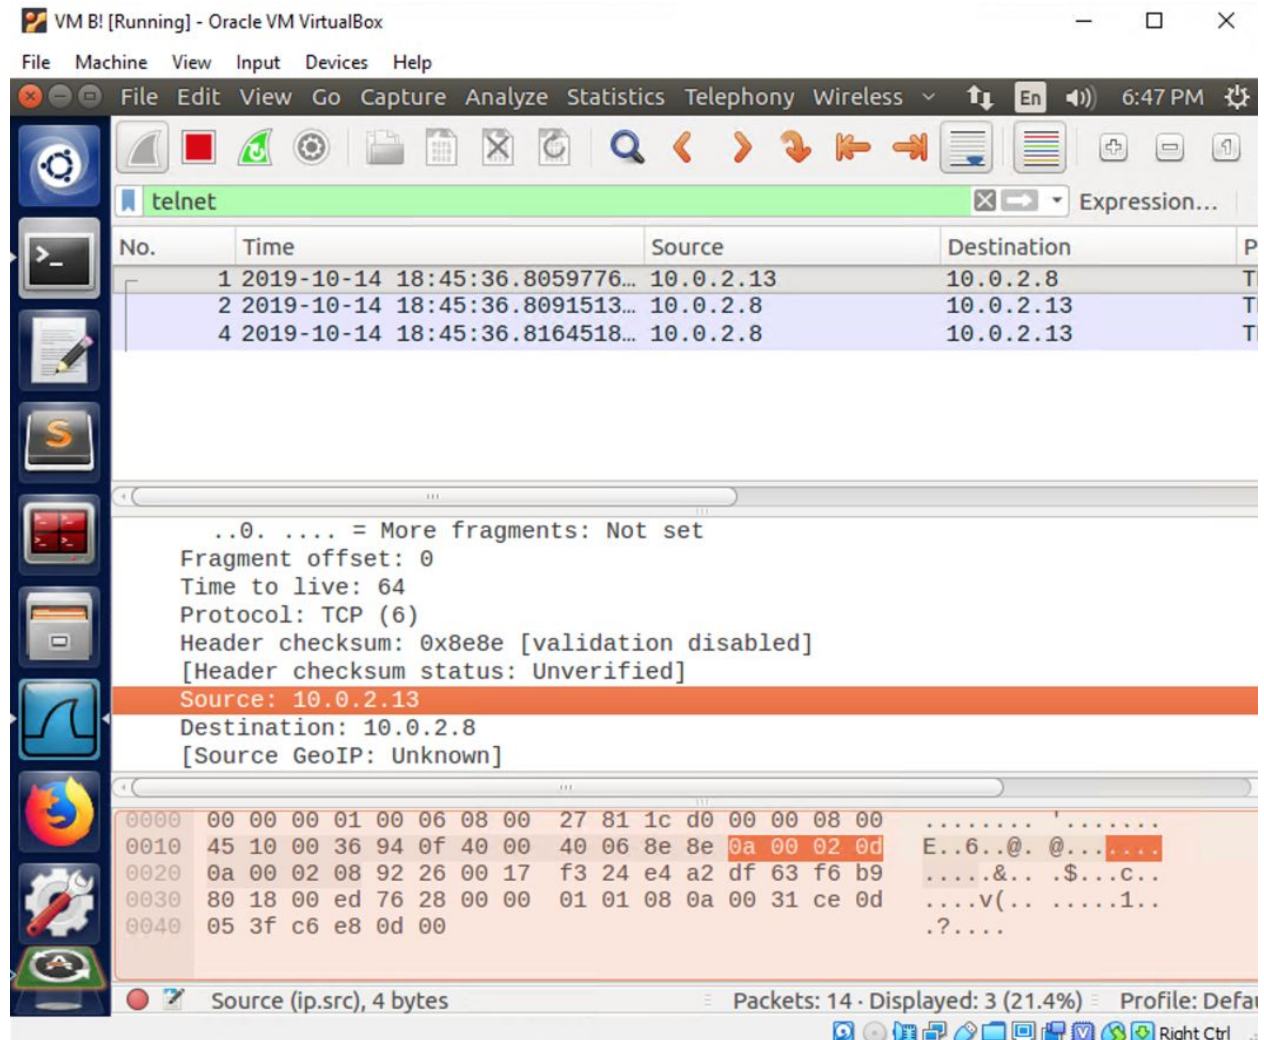 VM B! [Running] - Oracle VM VirtualBox
File Machine View Input Devices Help
File Edit View Go Capture Analyze Statistics Telephony Wireless En 6:47 PM
telnet Expression...
No. Time Source Destination P
1 2019-10-14 18:45:36.8059776… 10.0.2.13 10.0.2.8 T
2 2019-10-14 18:45:36.8091513… 10.0.2.8 10.0.2.13 T
4 2019-10-14 18:45:36.8164518… 10.0.2.8 10.0.2.13 T
..0. .... = More fragments: Not set
Fragment offset: 0
Time to live: 64
Protocol: TCP (6)
Header checksum: 0x8e8e [validation disabled]
[Header checksum status: Unverified]
Source: 10.0.2.13
Destination: 10.0.2.8
[Source GeoIP: Unknown]
0000 00 00 00 01 00 06 08 00 27 81 1c d0 00 00 08 00 ........ '.......
0010 45 10 00 36 94 0f 40 00 40 06 8e 8e 0a 00 02 0d E..6..@. @.......
0020 0a 00 02 08 92 26 00 17 f3 24 e4 a2 df 63 f6 b9 .....&.. .$...c..
0030 80 18 00 ed 76 28 00 00 01 01 08 0a 00 31 ce 0d ....v(.. .....1..
0040 05 3f c6 e8 0d 00 .?....
Source (ip.src), 4 bytes Packets: 14 · Displayed: 3 (21.4%) Profile: Defau
Right Ctrl